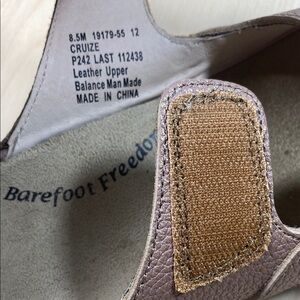 8.5M 19179-55 12
CRUIZE
P242 LAST 112438
Leather Upper
Balance Man Made
MADE IN CHINA
Barefoot Freedom